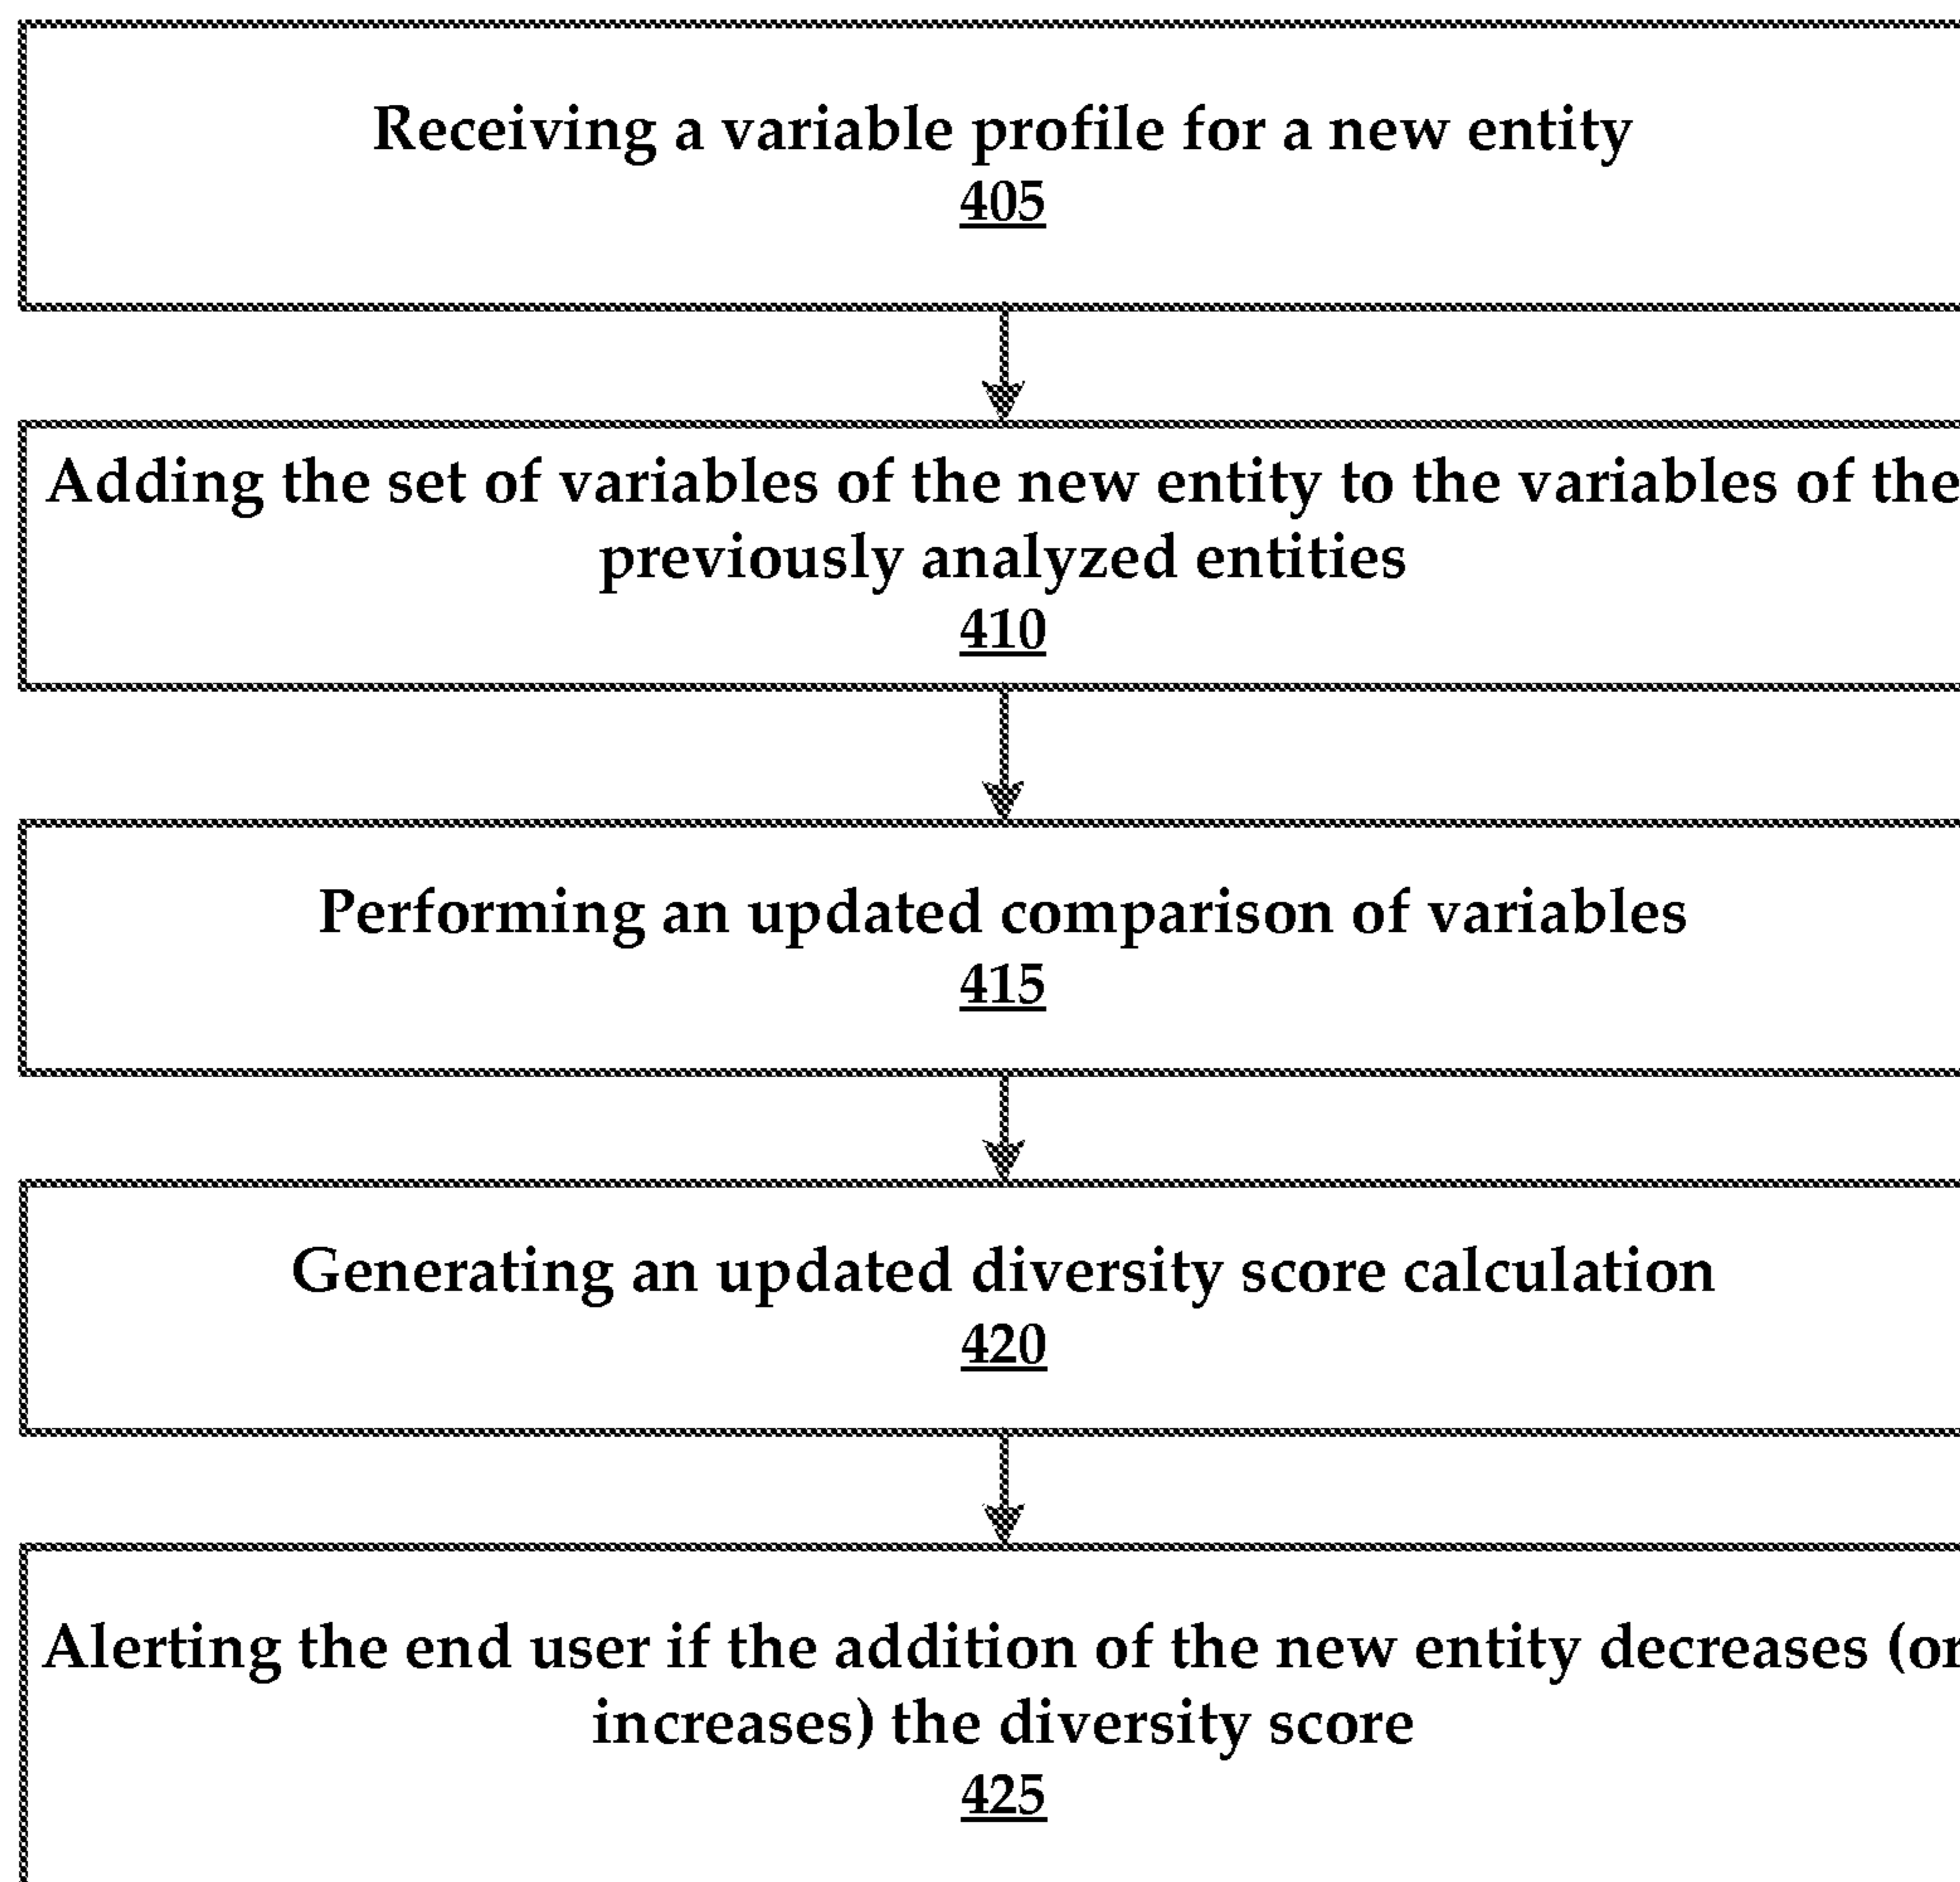 Receiving a variable profile for a new entity
405
Adding the set of variables of the new entity to the variables of the
previously analyzed entities
410
Performing an updated comparison of variables
415
Generating an updated diversity score calculation
420
Alerting the end user if the addition of the new entity decreases (or
increases) the diversity score
425